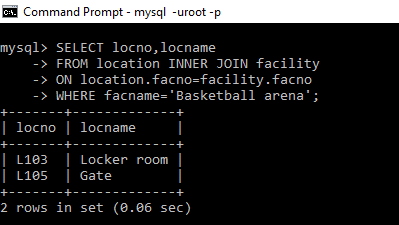 Command Prompt - mysql -uroot -p
mysql> SELECT locno,locname
    -> FROM location INNER JOIN facility
    -> ON location.facno=facility.facno
    -> WHERE facname='Basketball arena';
+-------+-------------+
| locno | locname     |
+-------+-------------+
| L103  | Locker room |
| L105  | Gate        |
+-------+-------------+
2 rows in set (0.06 sec)